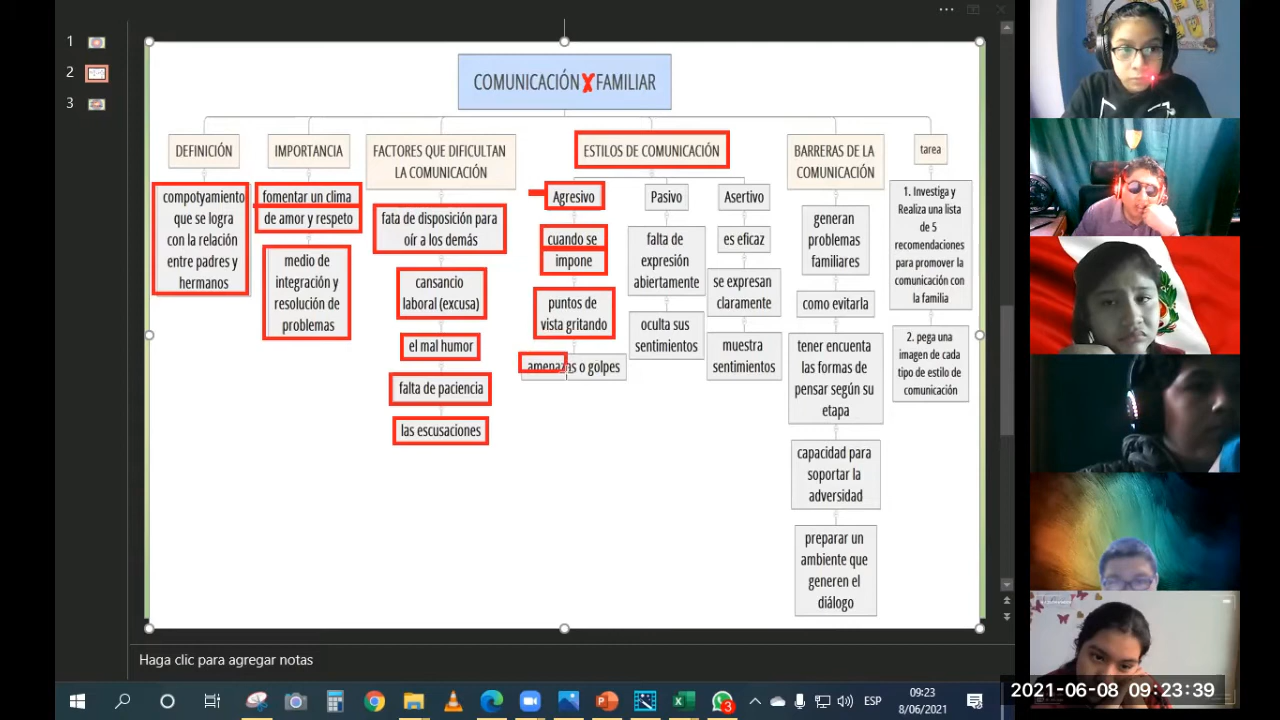 1
2
3
COMUNICACIÓN X FAMILIAR
DEFINICIÓN
compotyamiento
que se logra
con la relación
entre padres y
hermanos
IMPORTANCIA
fomentar un clima
de amor y respeto
medio de
integración y
resolución de
problemas
FACTORES QUE DIFICULTAN
LA COMUNICACIÓN
fata de disposición para
oír a los demás
cansancio
laboral (excusa)
el mal humor
falta de paciencia
las escusaciones
ESTILOS DE COMUNICACIÓN
Agresivo
cuando se
impone
puntos de
vista gritando
amenazas o golpes
Pasivo
falta de
expresión
abiertamente
oculta sus
sentimientos
Asertivo
es eficaz
se expresan
claramente
muestra
sentimientos
BARRERAS DE LA
COMUNICACIÓN
generan
problemas
familiares
como evitarla
tener encuenta
las formas de
pensar según su
etapa
capacidad para
soportar la
adversidad
preparar un
ambiente que
generen el
diálogo
tarea
1. Investiga y
Realiza una lista
de 5
recomendaciones
para promover la
comunicación con
la familia
2. pega una
imagen de cada
tipo de estilo de
comunicación
Haga clic para agregar notas
3
ESP
09:23
8/06/2021
2021-06-08 09:23:39